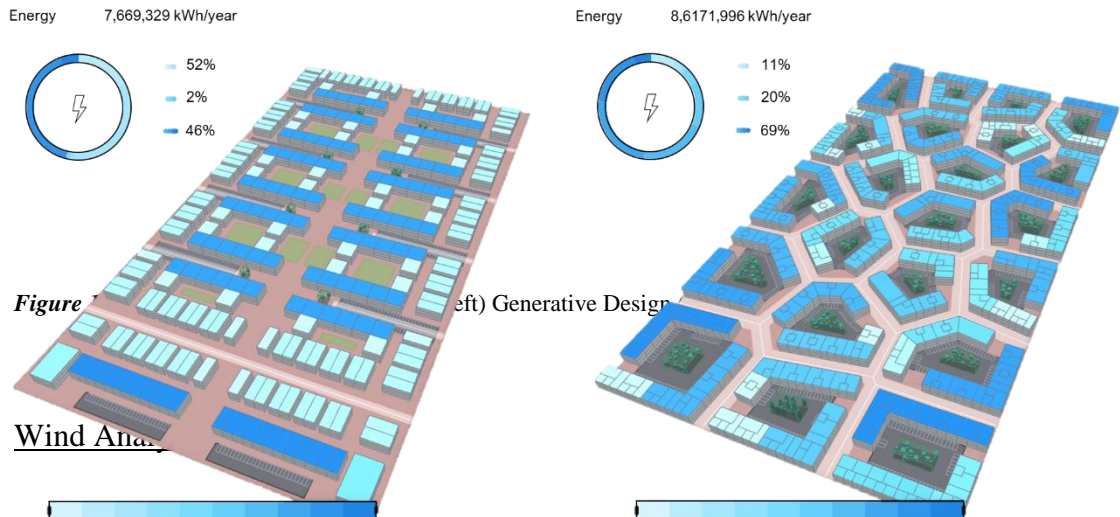 Energy 7,669,329 kWh/year
52%
2%
46%
Energy 8,6171,996 kWh/year
11%
20%
69%
Figure eft) Generative Design
Wind